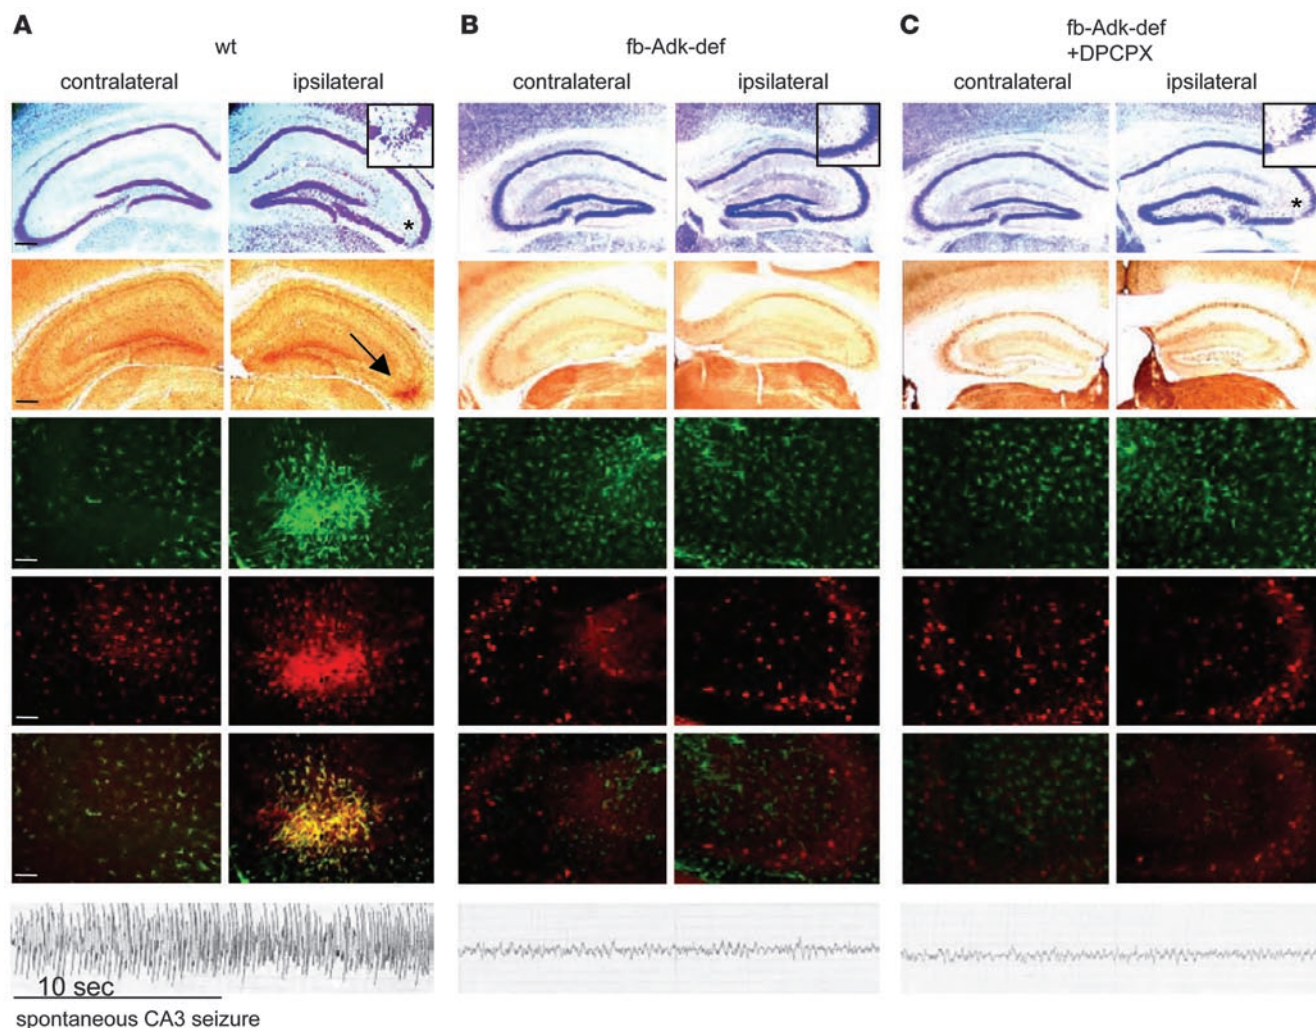 A
wt
contralateral
ipsilateral
*
B
fb-Adk-def
contralateral
ipsilateral
C
fb-Adk-def
+DPCPX
contralateral
ipsilateral
*
10 sec
spontaneous CA3 seizure